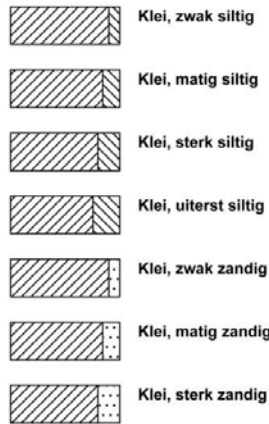 Klei, zwak siltig
Klei, matig siltig
Klei, sterk siltig
Klei, uiterst siltig
Klei, zwak zandig
Klei, matig zandig
Klei, sterk zandig